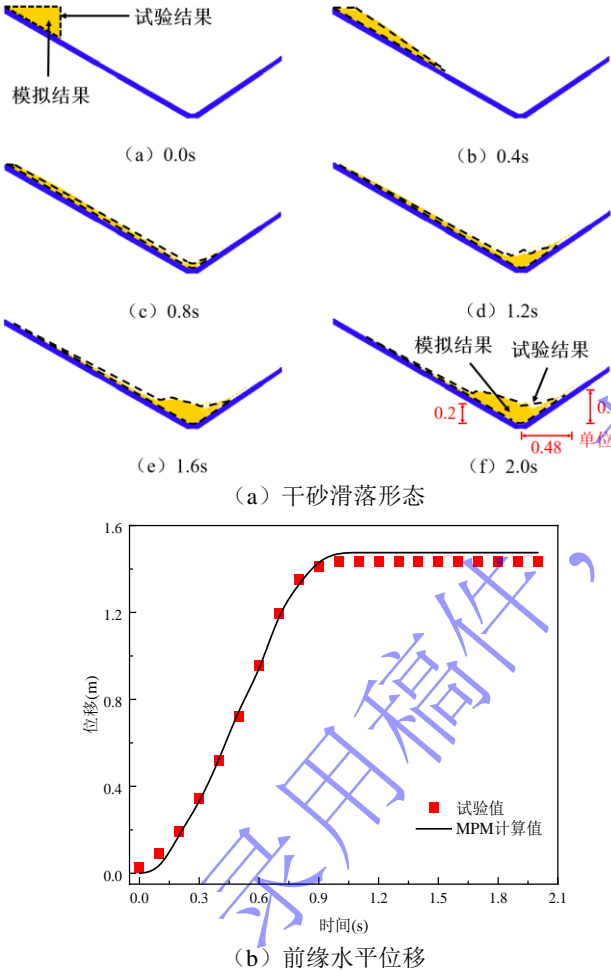 试验结果
模拟结果
(a) 0.0s
(b) 0.4s
(c) 0.8s
(d) 1.2s
模拟结果
试验结果
0.2
0.48
单位
(e) 1.6s
(f) 2.0s
(a) 干砂滑落形态
1.6
1.2
0.8
0.4
0.0
位移(m)
试验值
MPM计算值
0.0 0.3 0.6 0.9 1.2 1.5 1.8 2.1
时间(s)
(b) 前缘水平位移
录用稿件，